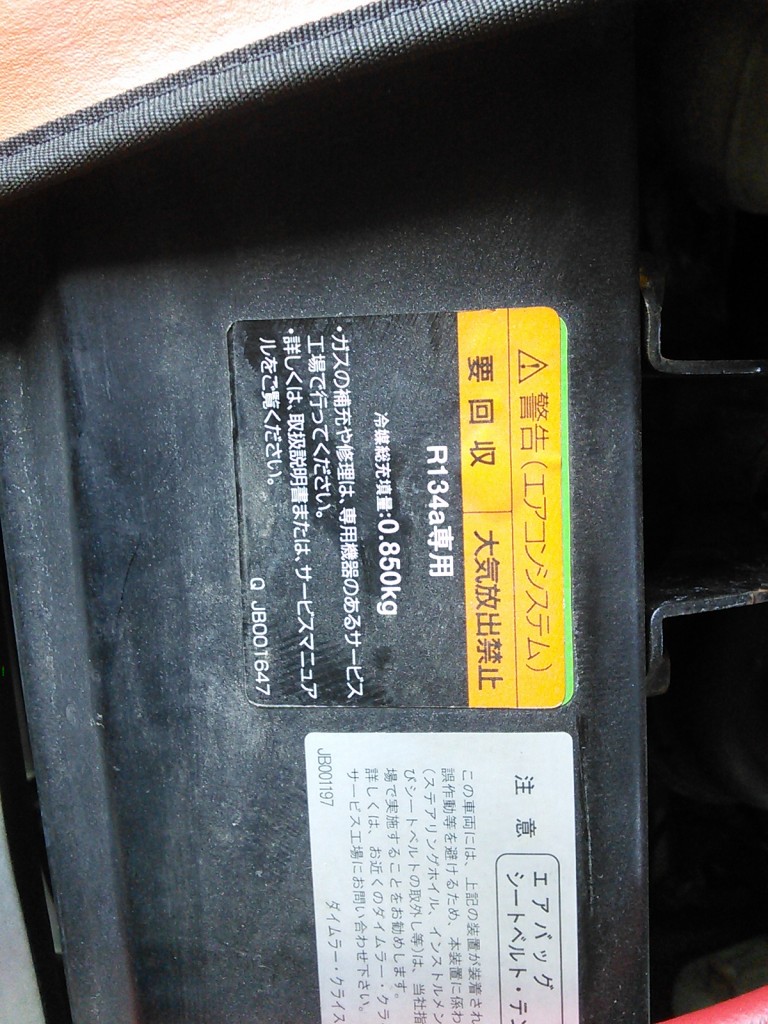 警告(エアコンシステム)
要回収
大気放出禁止
R134a専用
冷媒総充填量:0.850kg
・ガスの補充や修理は、専用機器のあるサービス
工場で行ってください。
・詳しくは、取扱説明書または、サービスマニュア
ルをご覧ください。
Q JB001647
注意
エアバッグ
シートベルト・テン
この車両には、上記の装置が装着され
誤作動等を避けるため、本装置に係わ
(ステアリングホイル、インストルメン
びシートベルトの取外し等)は、当社指
場で実施することをお勧めします。
詳しくは、お近くのダイムラー・クラ
サービス工場にお問い合わせ下さい。
JB001197
ダイムラー・クライス